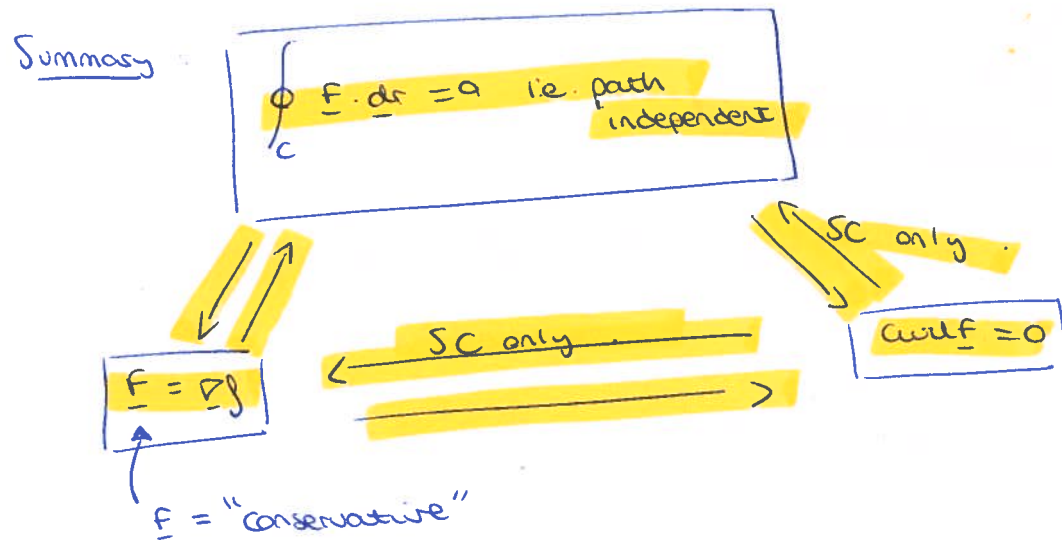 Summary
∮ F · dr = 0 i.e. path
independent
C
SC only.
SC only.
curl F = 0
F = ∇f
F = "conservative"